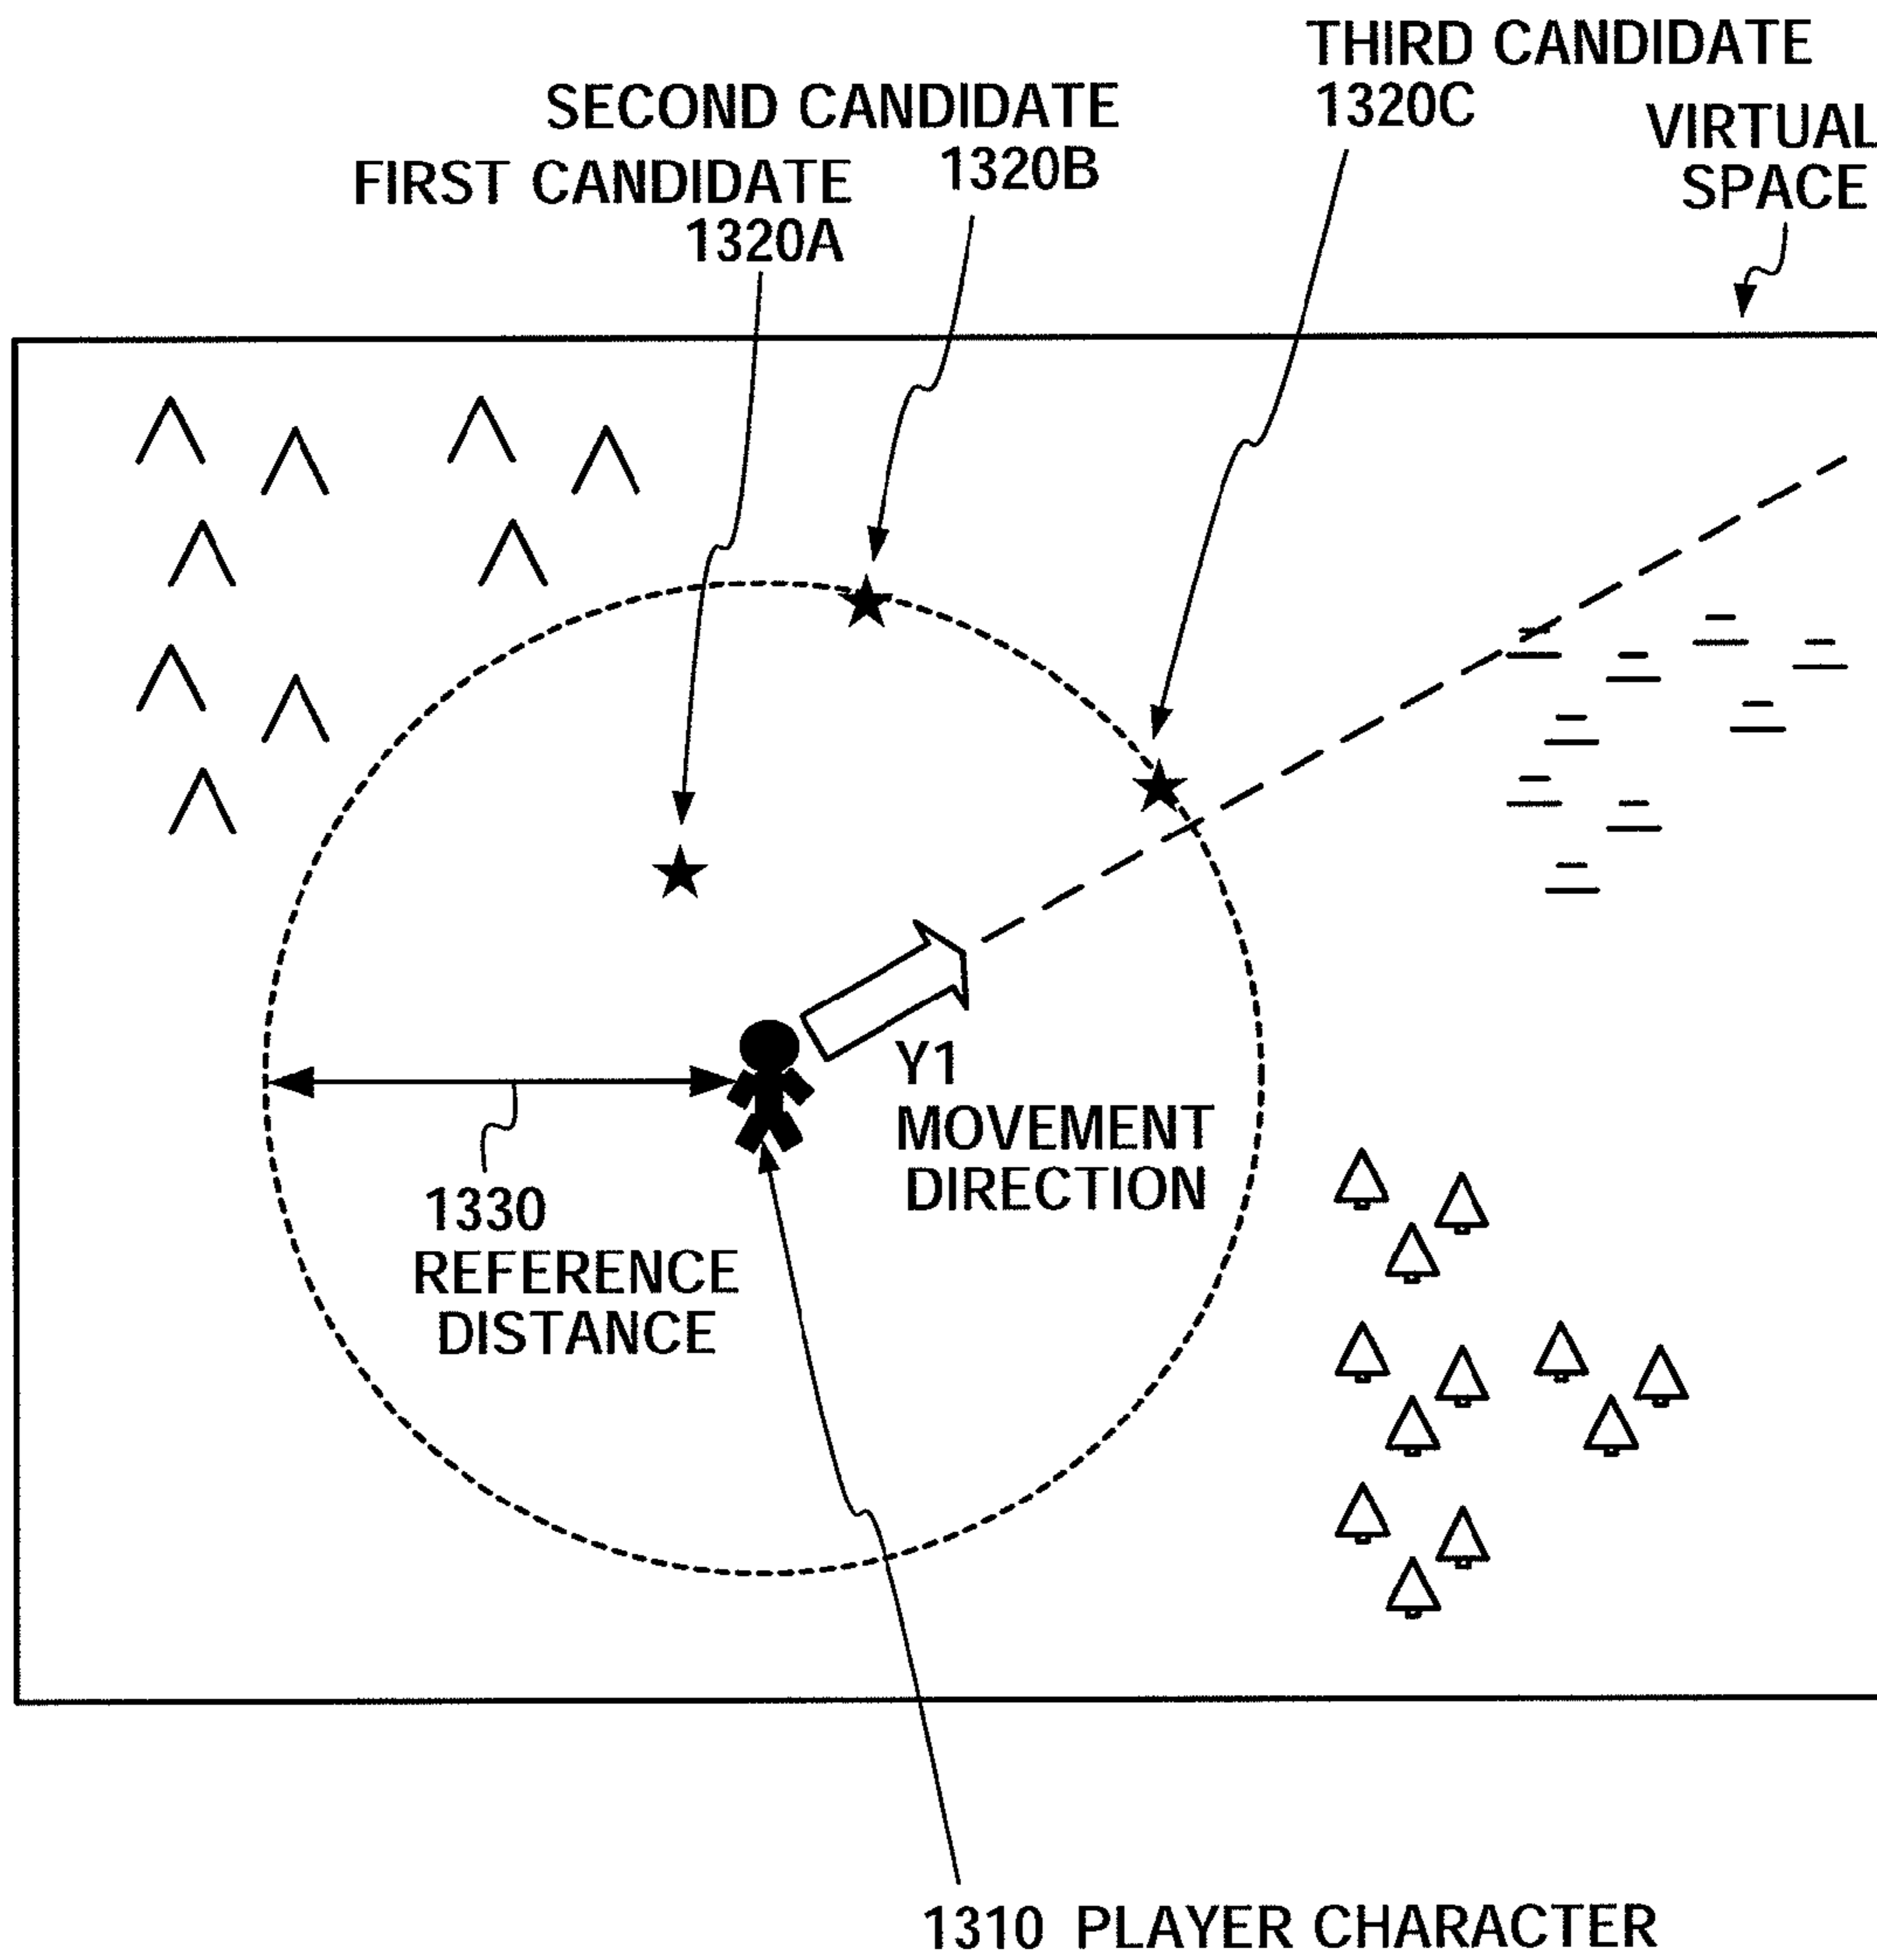 THIRD CANDIDATE
1320C
SECOND CANDIDATE
1320B
FIRST CANDIDATE
1320A
VIRTUAL
SPACE
Y1
MOVEMENT
DIRECTION
1330
REFERENCE
DISTANCE
1310 PLAYER CHARACTER